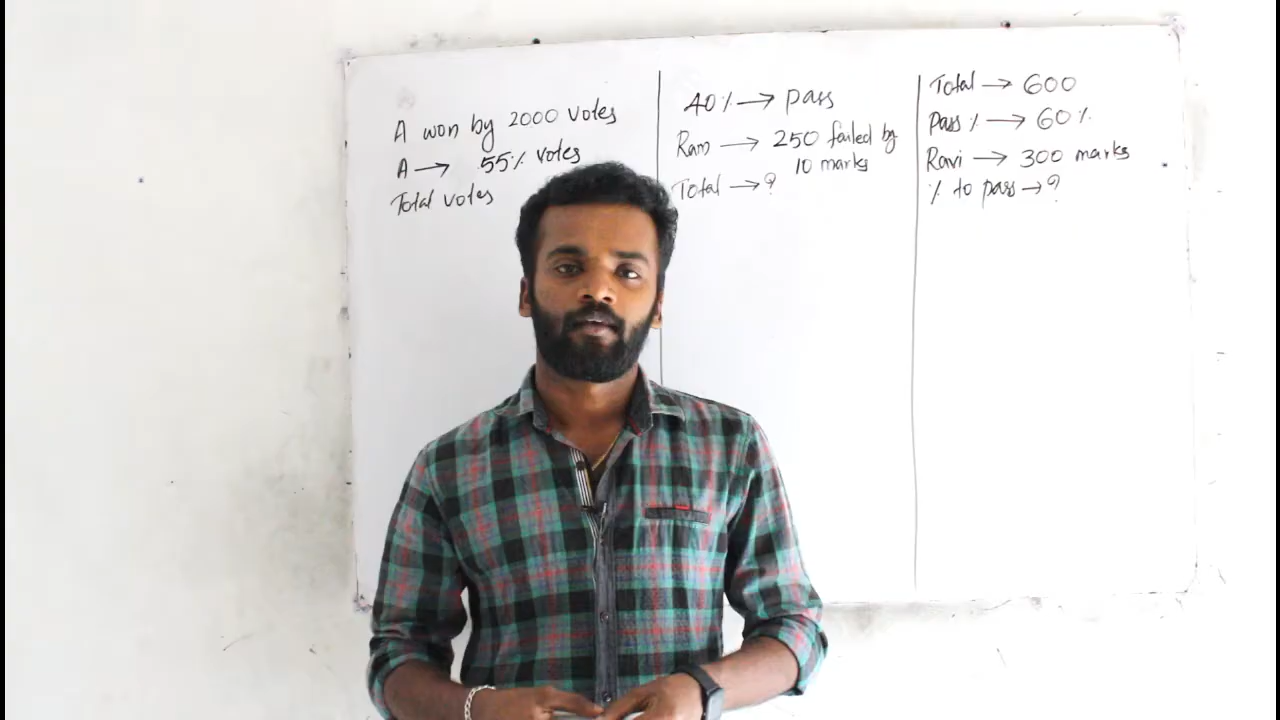 A won by 2000 votes
A → 55% votes
Total votes
40% → pass
Ram → 250 failed by
10 marks
Total → ?
Total → 600
Pass % → 60%
Ravi → 300 marks
% to pass → ?